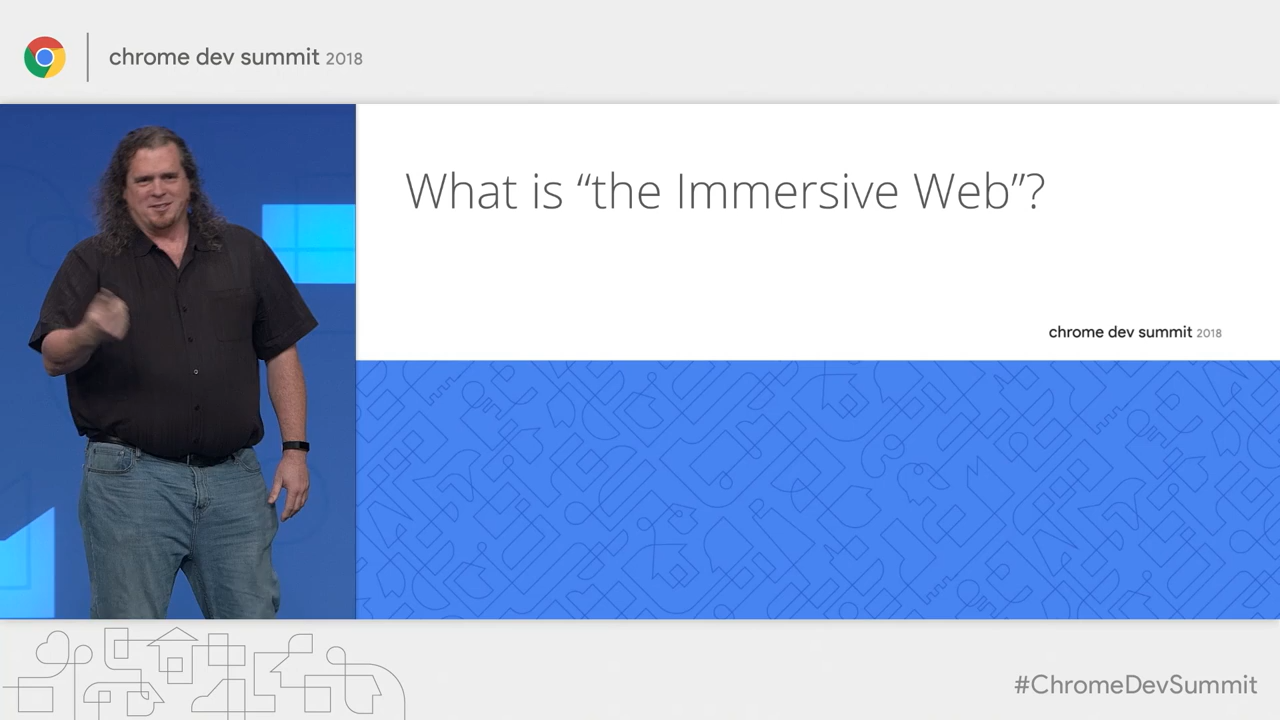 chrome dev summit 2018
What is “the Immersive Web”?
chrome dev summit 2018
#ChromeDevSummit